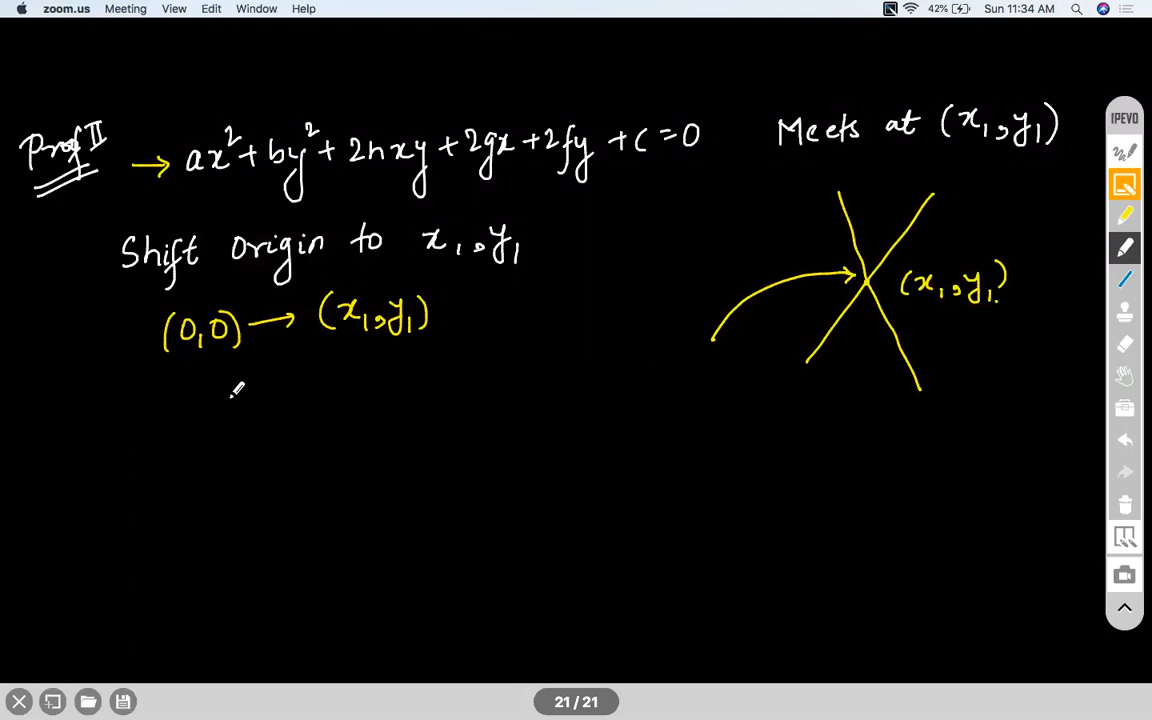 zoom.us Meeting View Edit Window Help 42% Sun 11:34 AM
Proof II
→ ax²+by²+2hxy+2gx+2fy+c=0
Meets at (x₁,y₁)
IPEVO
Shift origin to x₁,y₁
(0,0)→(x₁,y₁)
(x₁,y₁)
21/21